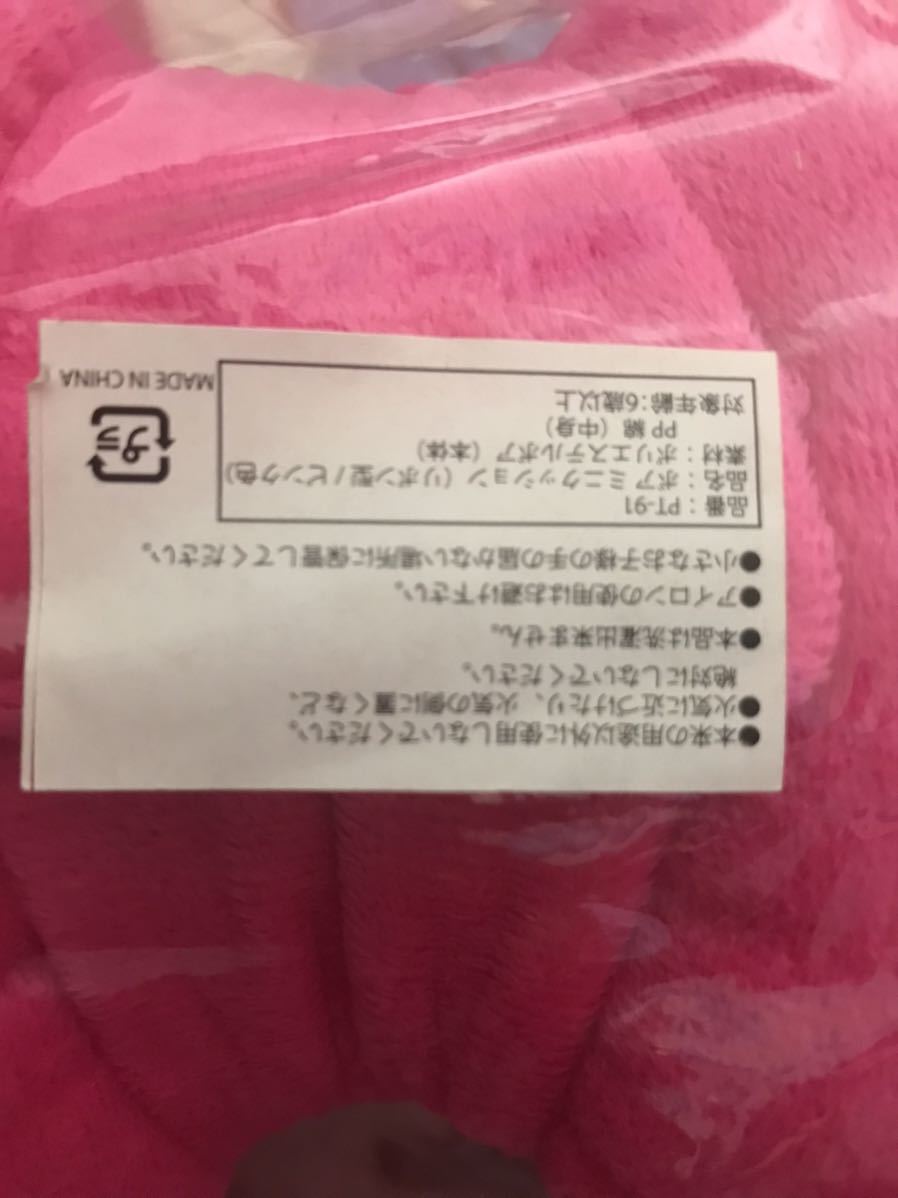 ●本来の用途以外に使用しないでください。
●火気に近づけたり、火気の側に置くなど、
絶対にしないでください。
●本品は洗濯出来ません。
●アイロンの使用はお避け下さい。
●小さなお子様の手の届かない場所に保管してください。
品番：PT-91
品名：ボア ミニクッション（リボン型/ピンク色）
素材：ポリエステルボア（本体）
PP 綿（中身）
対象年齢：6歳以上
プラ
MADE IN CHINA